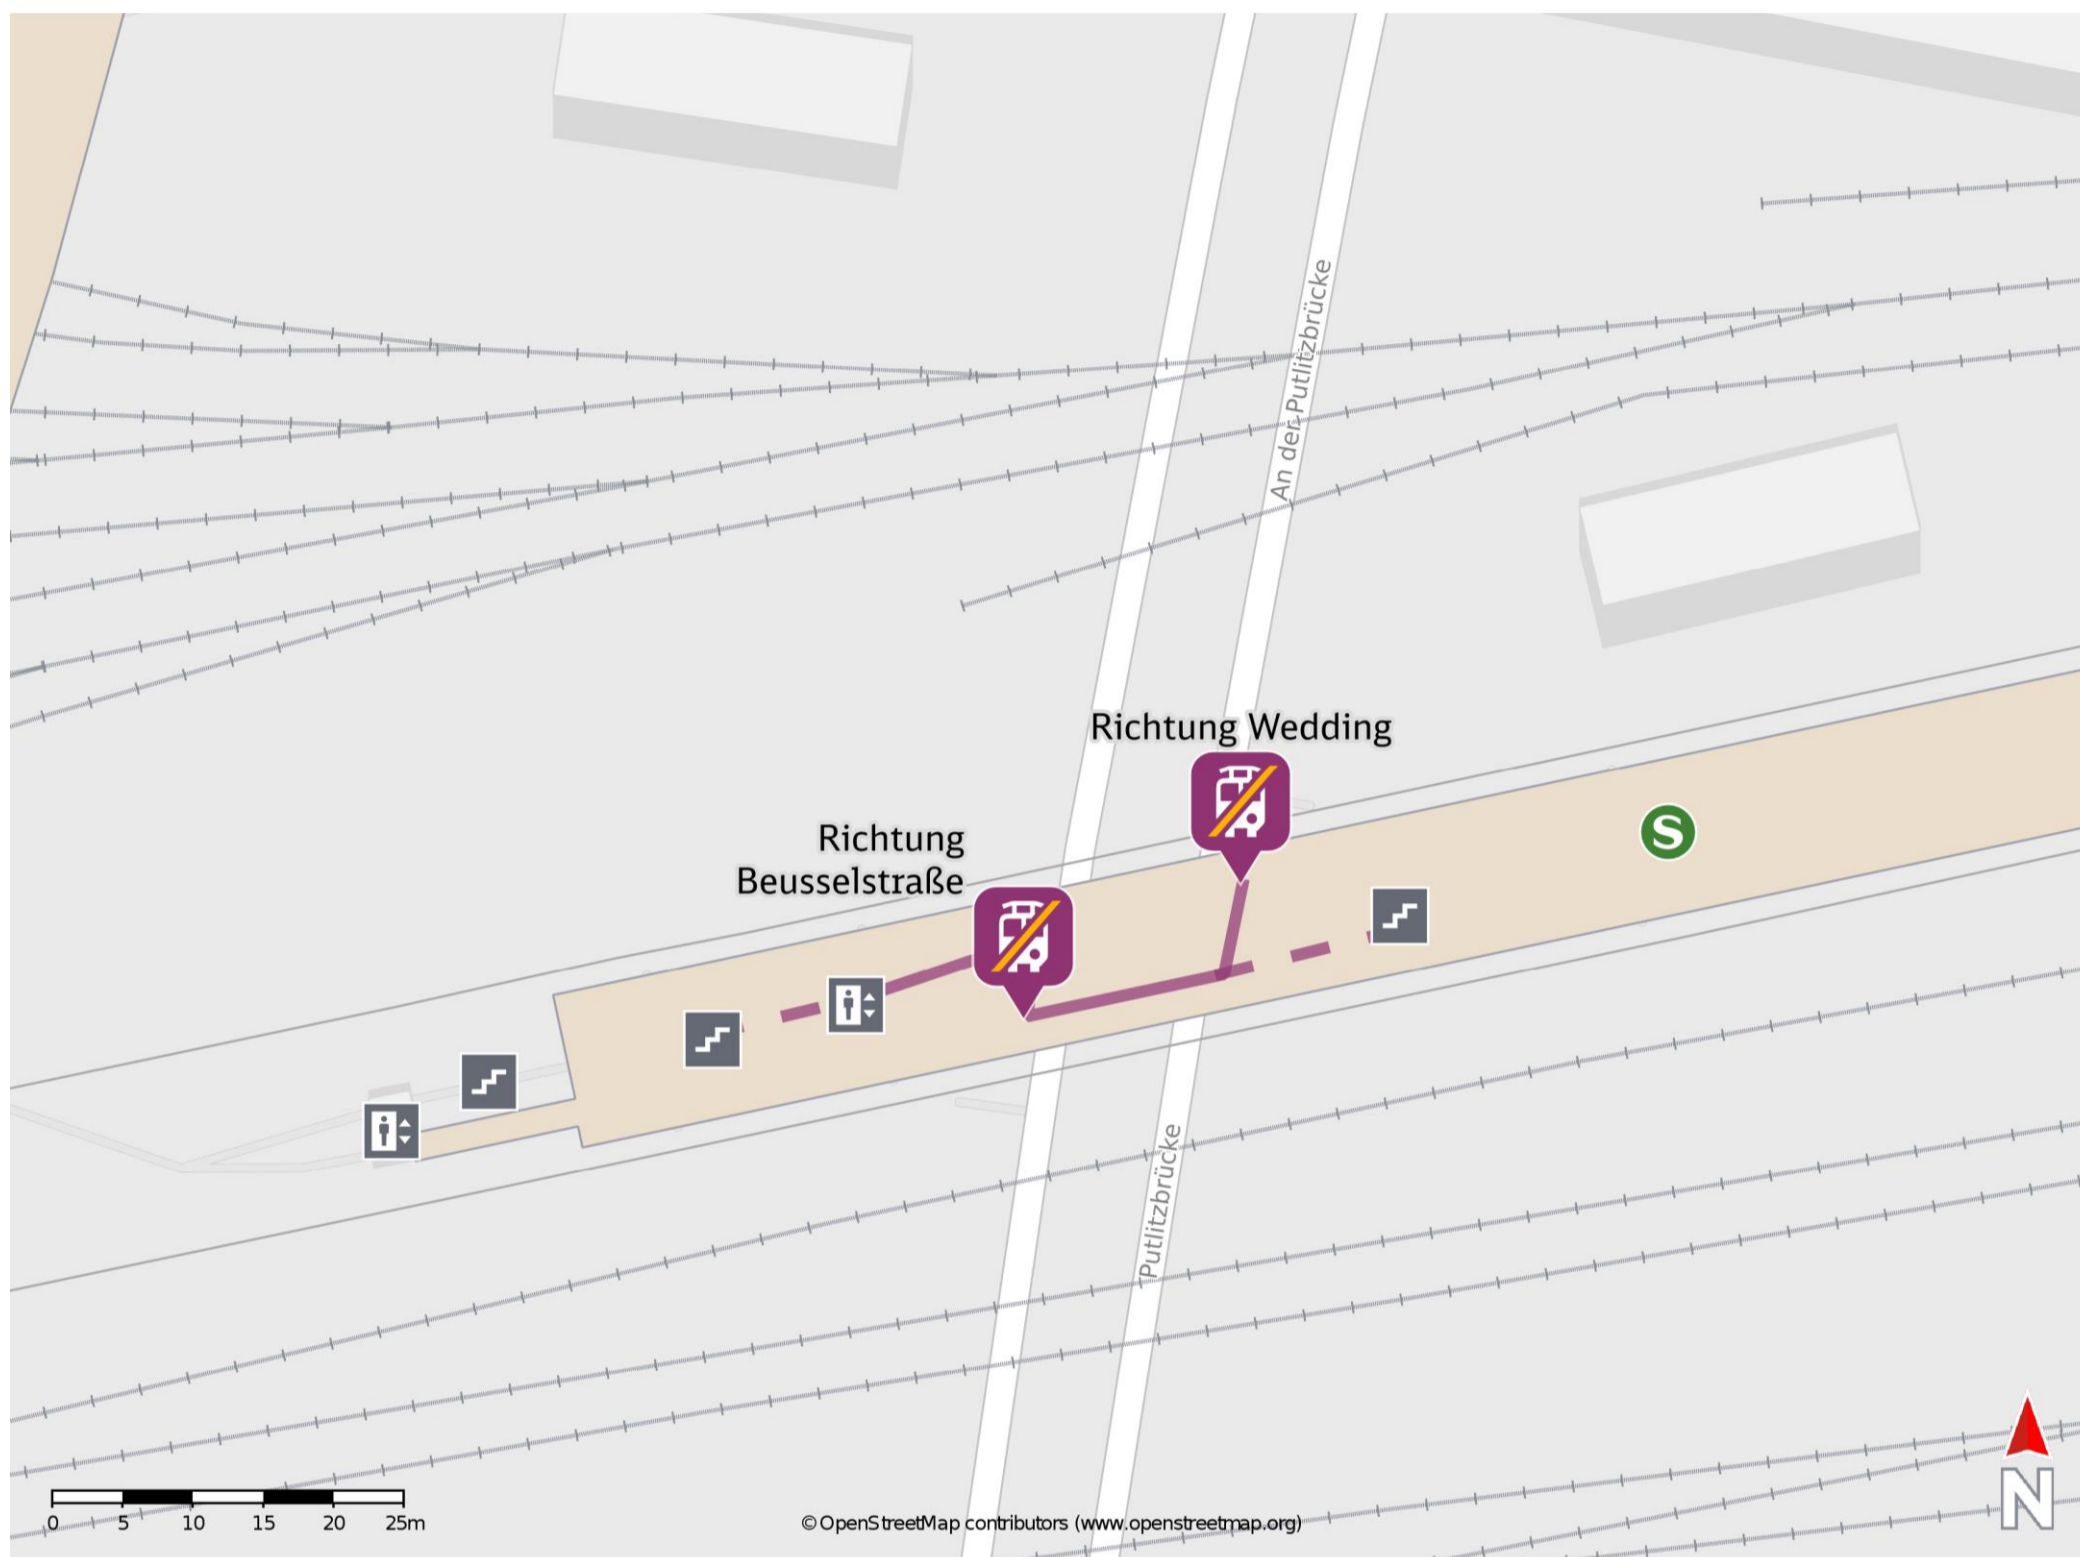 An der Putlitzbrücke
Richtung Wedding
Richtung
Beusselstraße
S
Putlitzbrücke
0 5 10 15 20 25m
©OpenStreetMap contributors (www.openstreetmap.org)
N